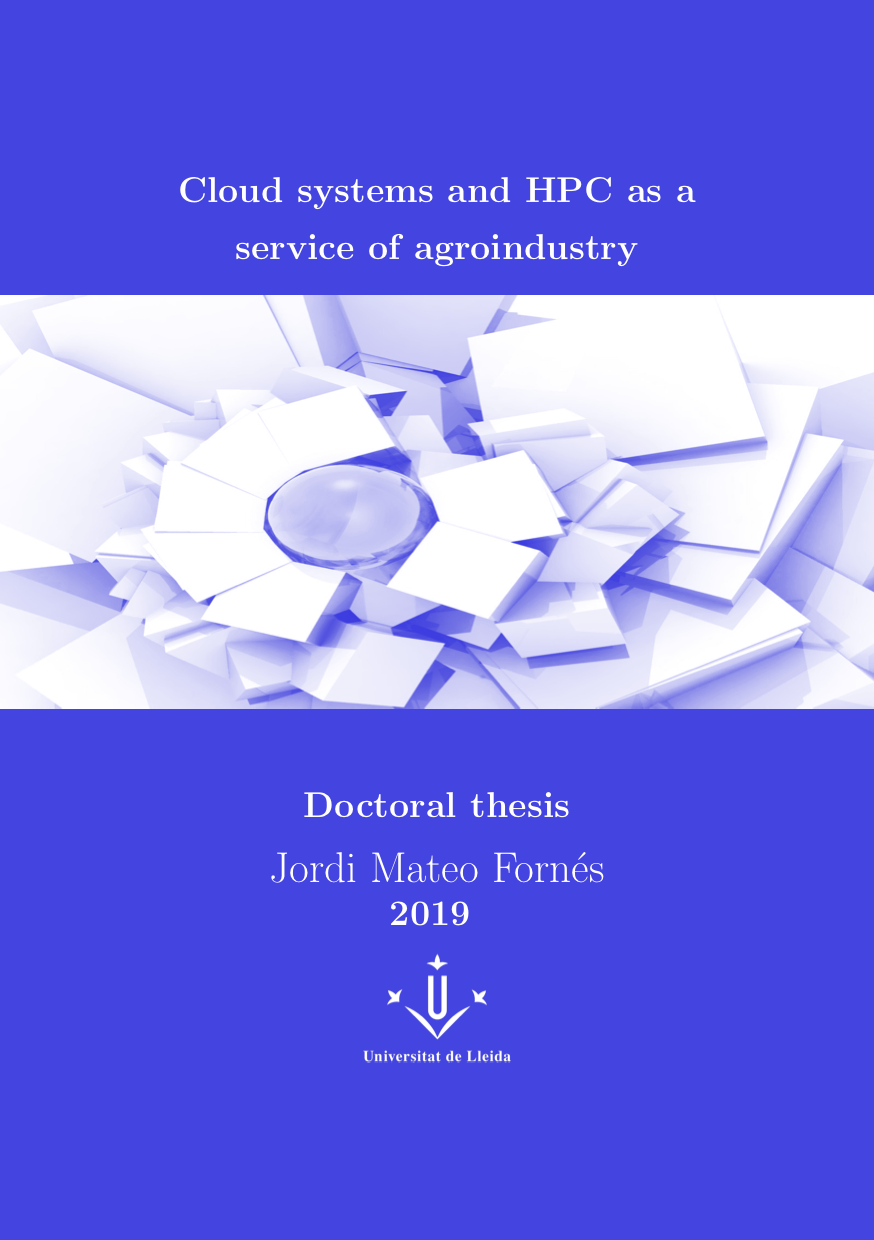 Cloud systems and HPC as a
service of agroindustry
Doctoral thesis
Jordi Mateo Fornés
2019
Universitat de Lleida